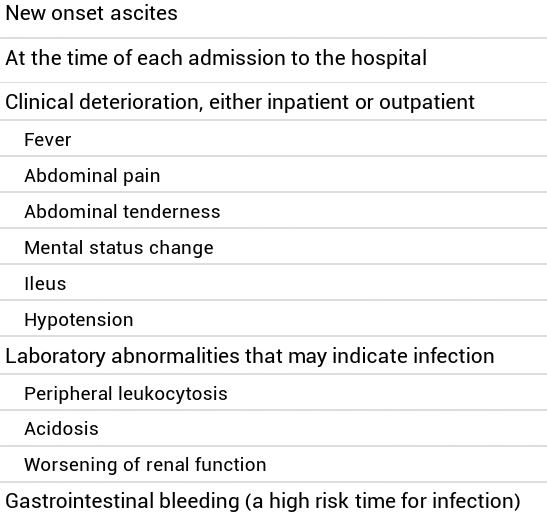 New onset ascites
At the time of each admission to the hospital
Clinical deterioration, either inpatient or outpatient
Fever
Abdominal pain
Abdominal tenderness
Mental status change
Ileus
Hypotension
Laboratory abnormalities that may indicate infection
Peripheral leukocytosis
Acidosis
Worsening of renal function
Gastrointestinal bleeding (a high risk time for infection)